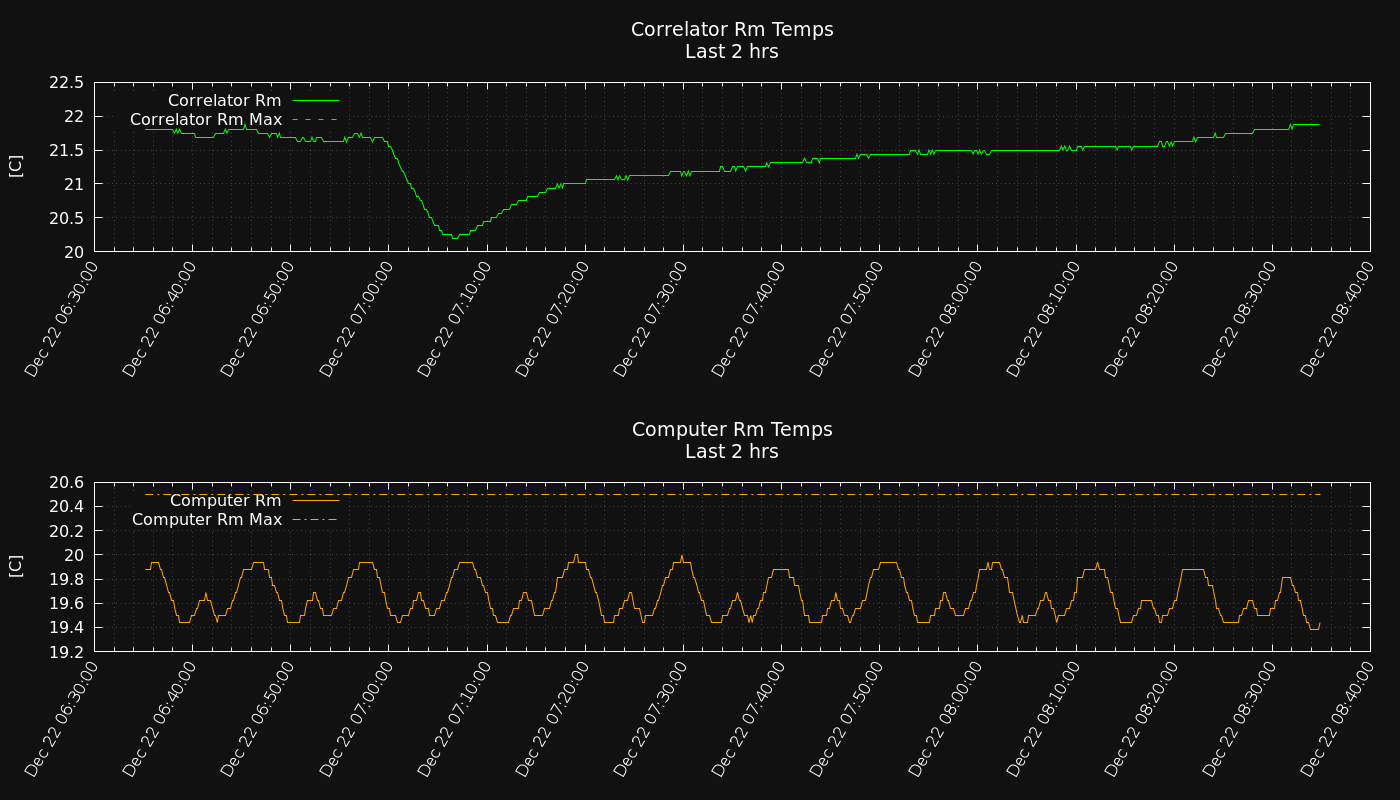 Correlator Rm Temps
Last 2 hrs
Correlator Rm
Correlator Rm Max
[C]
22.5
22
21.5
21
20.5
20
Dec 22 06:30:00
Dec 22 06:40:00
Dec 22 06:50:00
Dec 22 07:00:00
Dec 22 07:10:00
Dec 22 07:20:00
Dec 22 07:30:00
Dec 22 07:40:00
Dec 22 07:50:00
Dec 22 08:00:00
Dec 22 08:10:00
Dec 22 08:20:00
Dec 22 08:30:00
Dec 22 08:40:00
Computer Rm Temps
Last 2 hrs
Computer Rm
Computer Rm Max
[C]
20.6
20.4
20.2
20
19.8
19.6
19.4
19.2
Dec 22 06:30:00
Dec 22 06:40:00
Dec 22 06:50:00
Dec 22 07:00:00
Dec 22 07:10:00
Dec 22 07:20:00
Dec 22 07:30:00
Dec 22 07:40:00
Dec 22 07:50:00
Dec 22 08:00:00
Dec 22 08:10:00
Dec 22 08:20:00
Dec 22 08:30:00
Dec 22 08:40:00